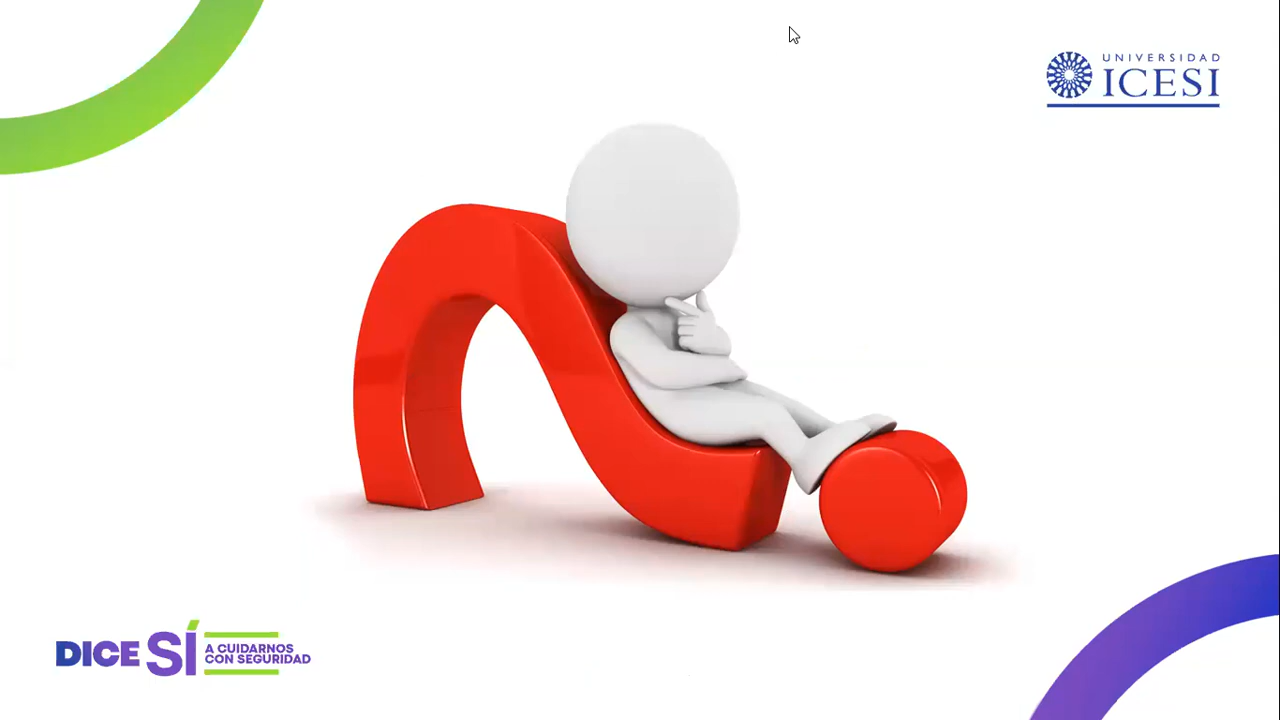 UNIVERSIDAD
ICESI
DICE SÍ
A CUIDARNOS
CON SEGURIDAD